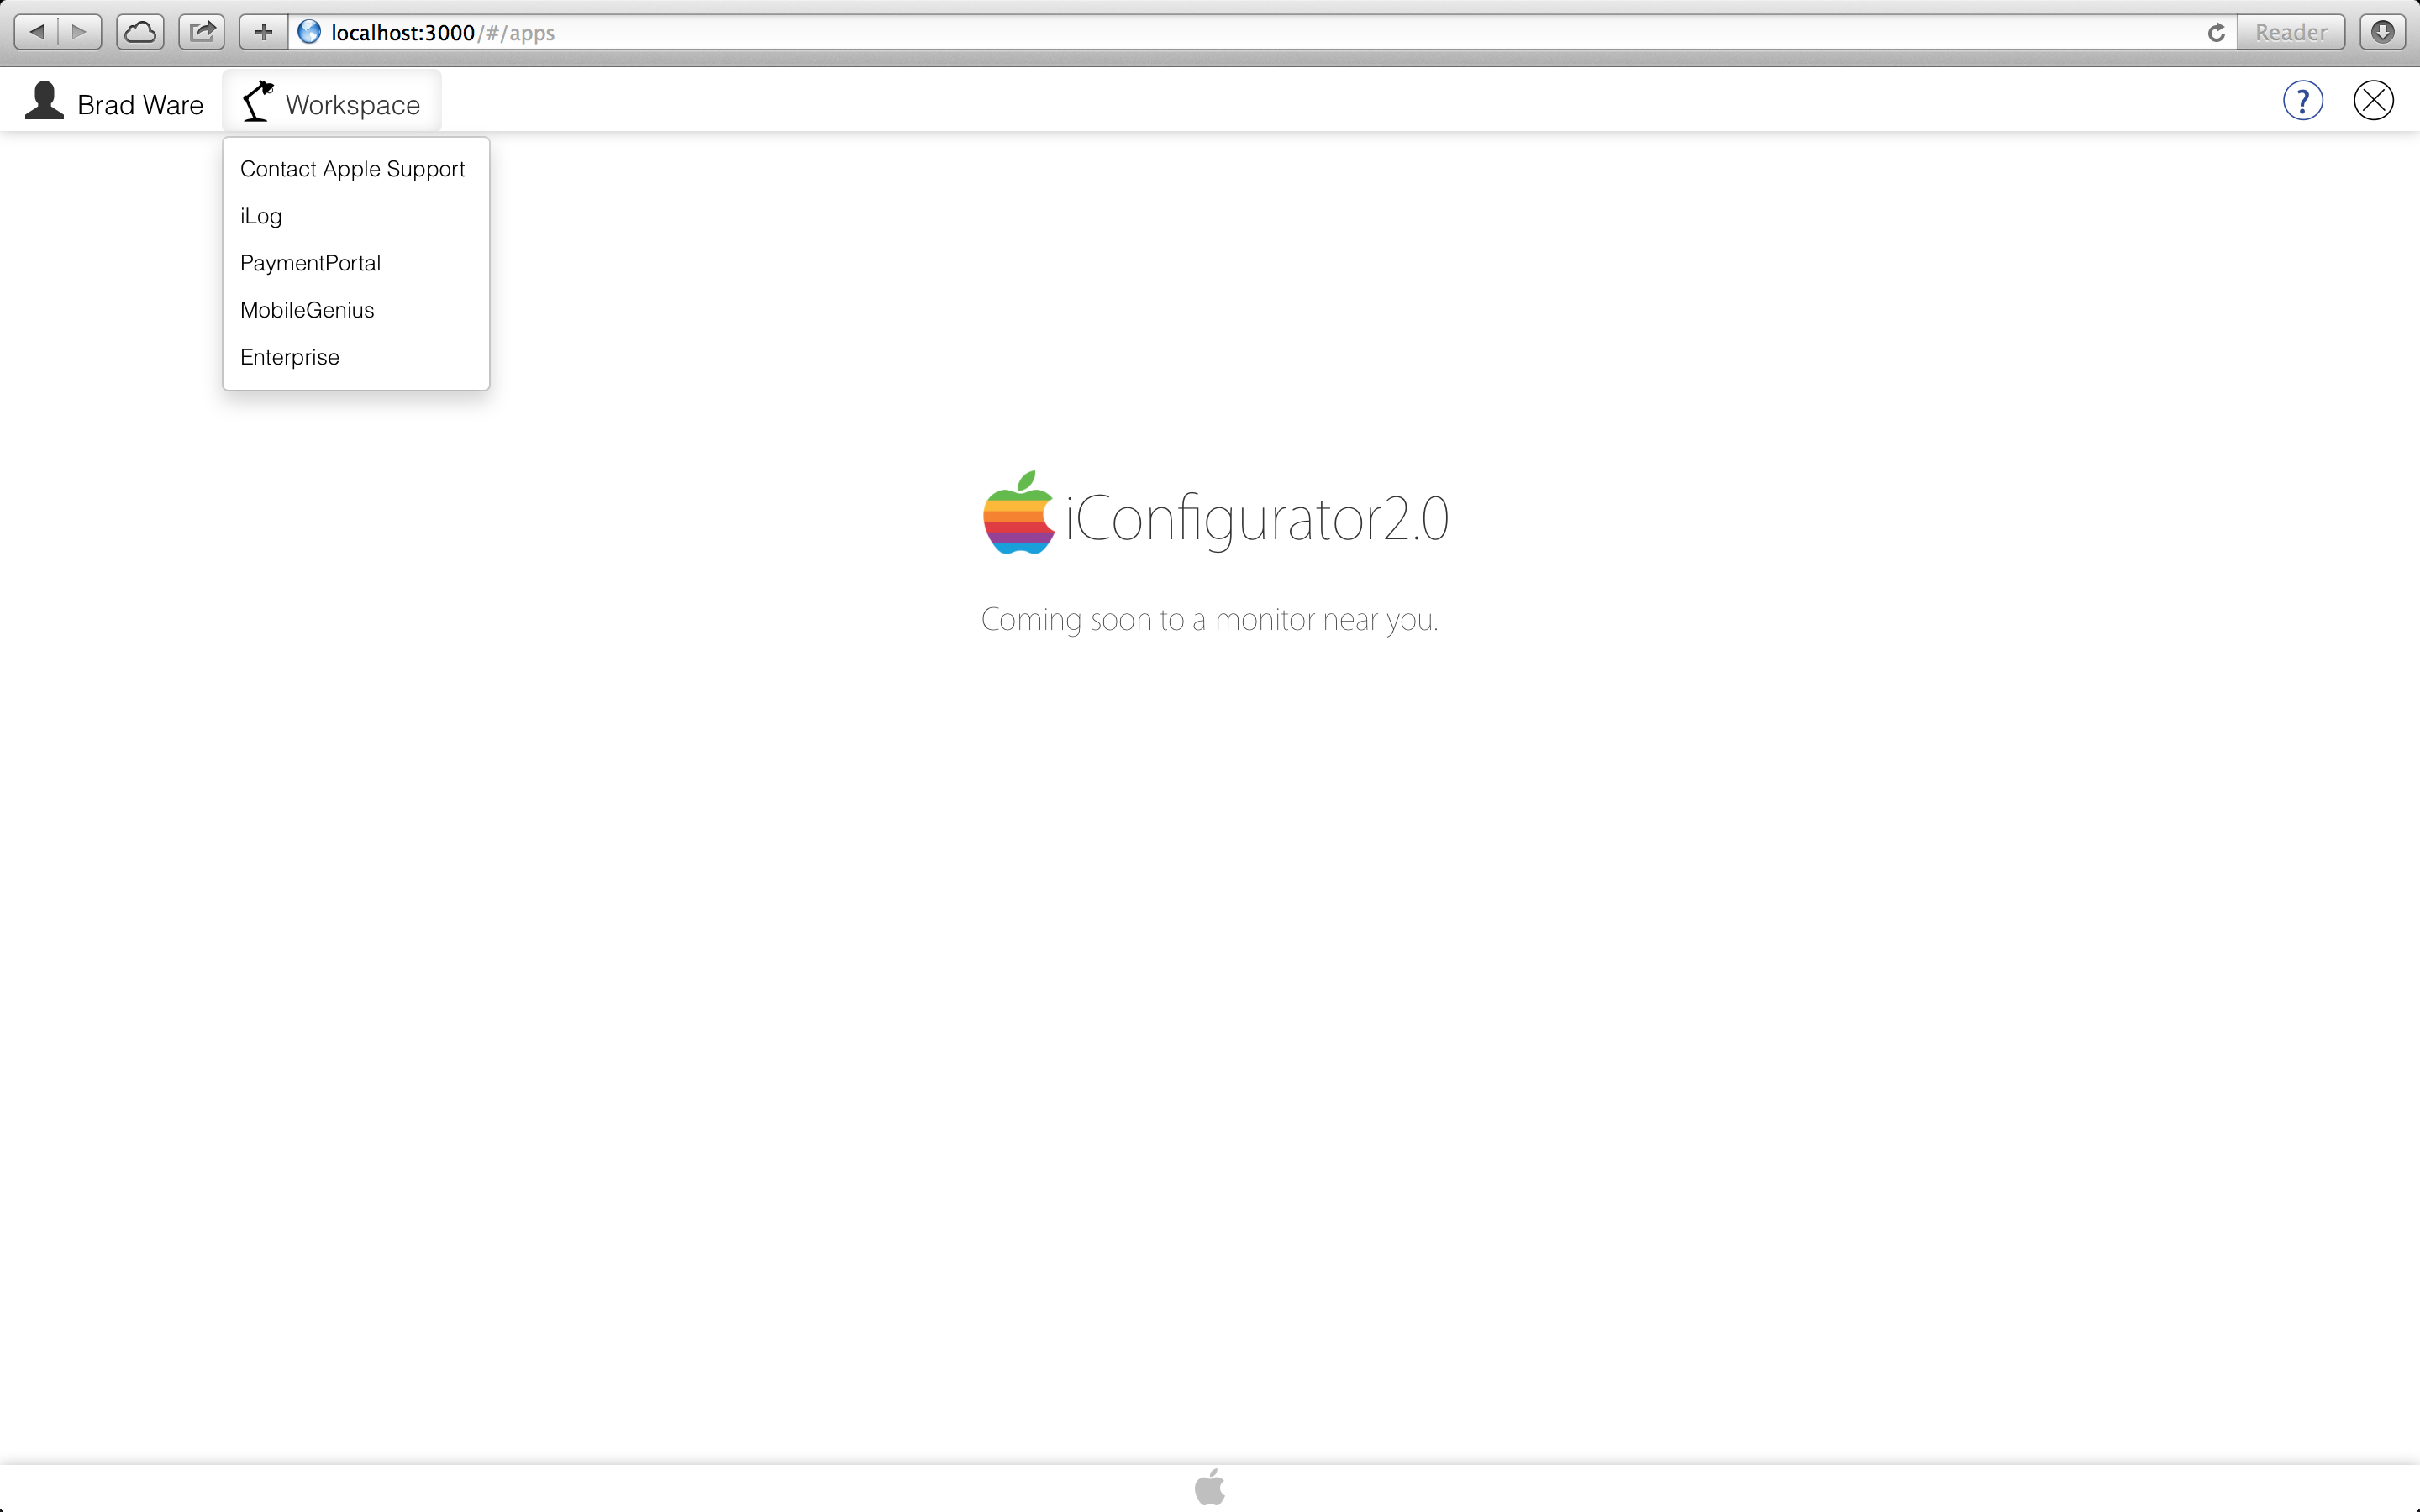 localhost:3000/#/apps
Reader
Brad Ware
Workspace
?
Contact Apple Support
iLog
PaymentPortal
MobileGenius
Enterprise
iConfigurator2.0
Coming soon to a monitor near you.